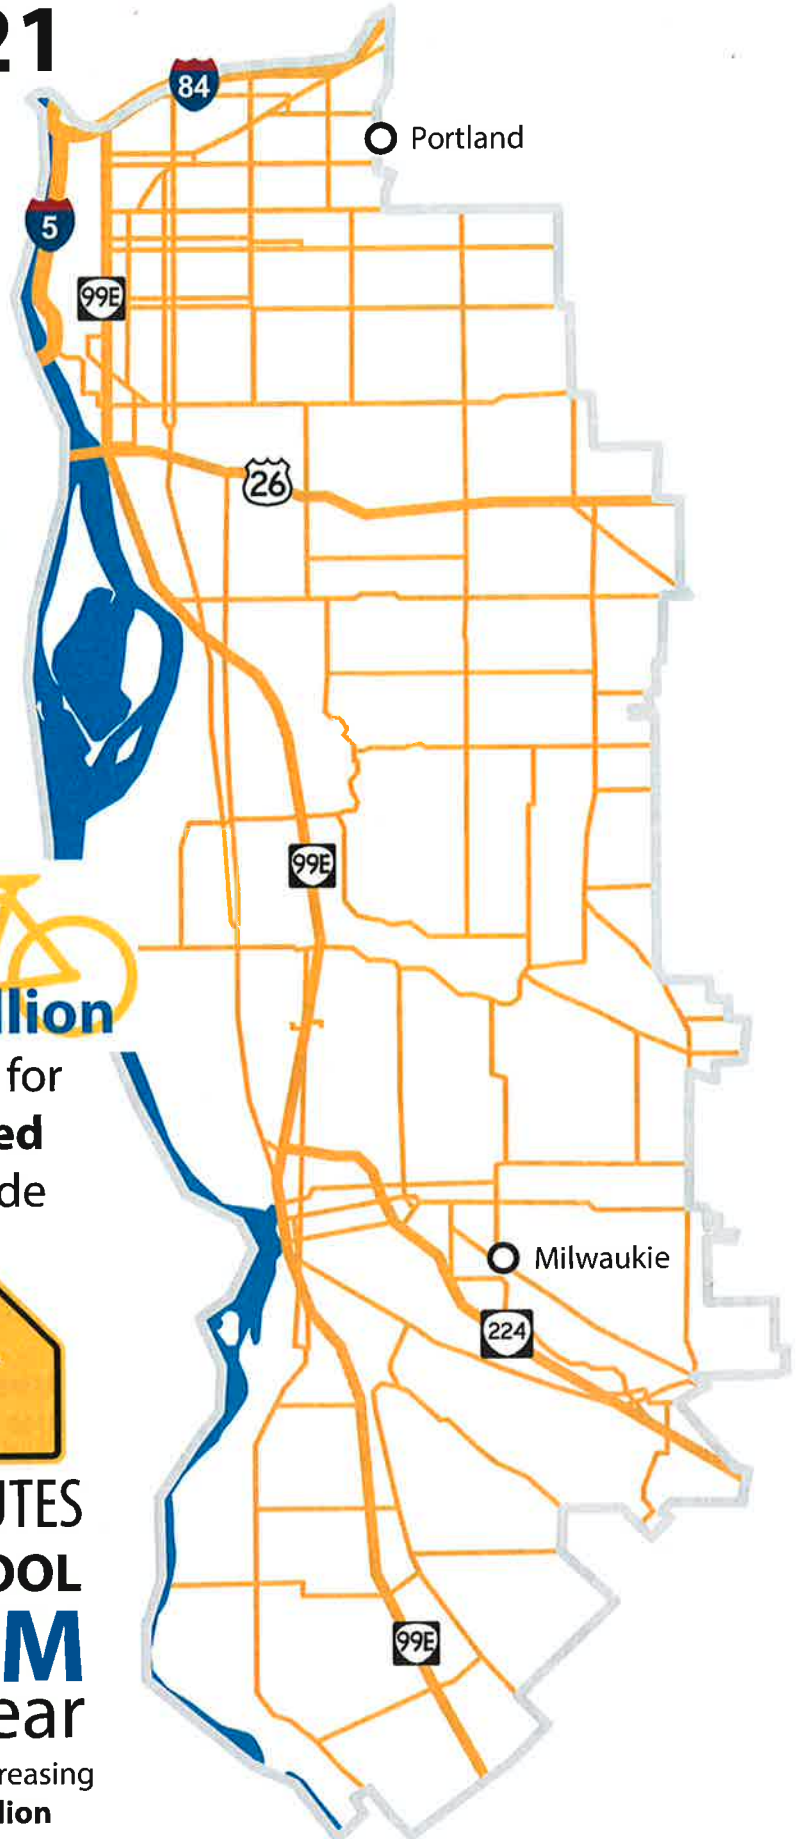 21
84
Portland
5
99E
26
99E
llion
for
ed
de
Milwaukie
224
UTES
OOL
M
99E
ear
reasing
lion